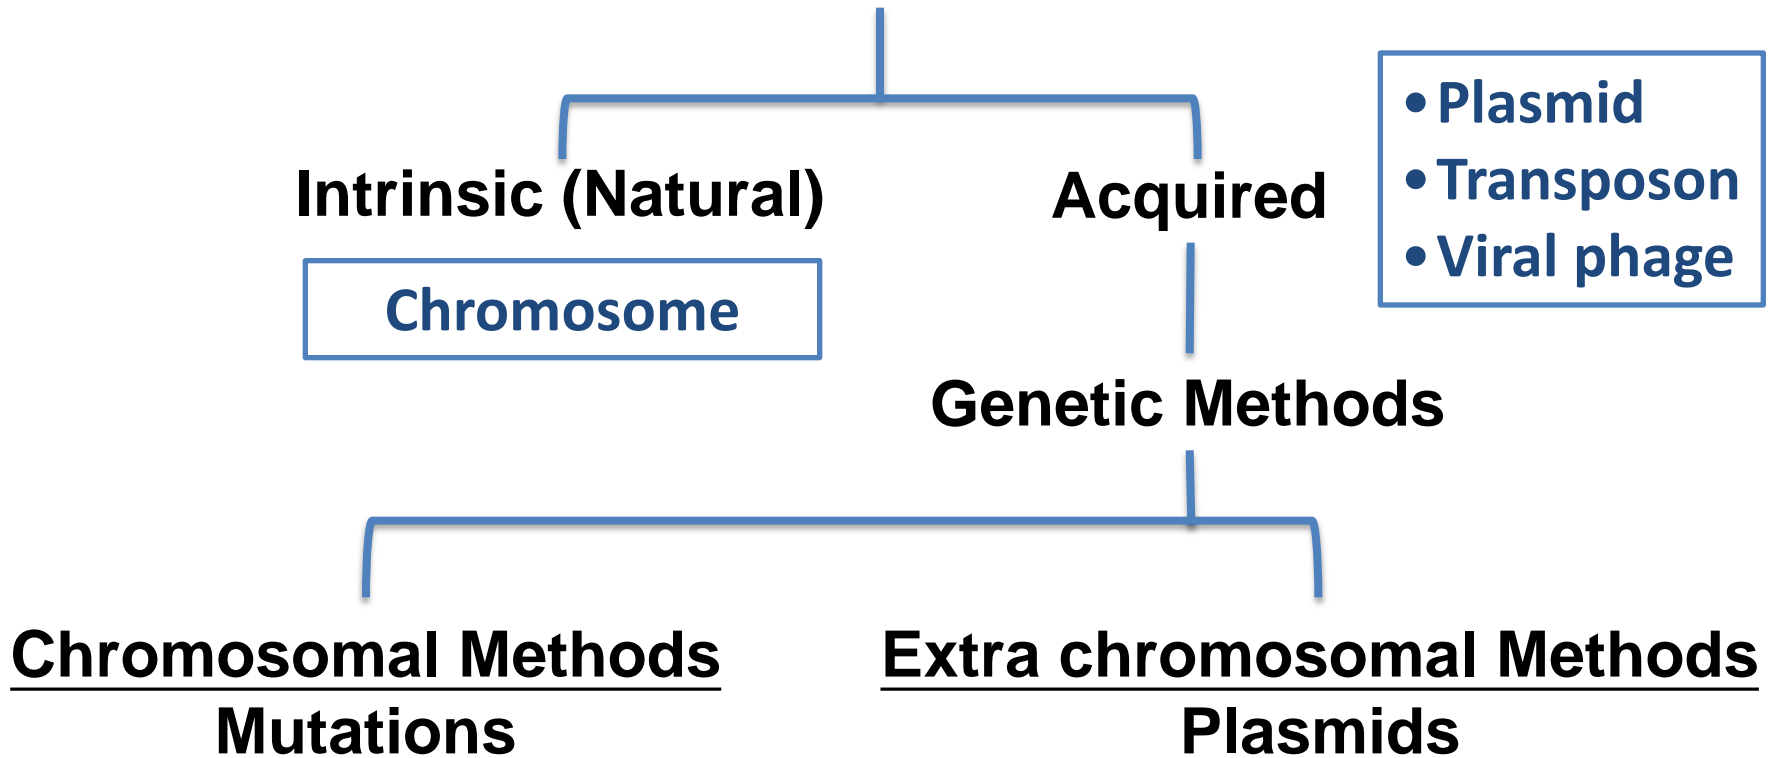 Intrinsic (Natural)
Chromosome
Acquired
• Plasmid
• Transposon
• Viral phage
Genetic Methods
Chromosomal Methods
Mutations
Extra chromosomal Methods
Plasmids